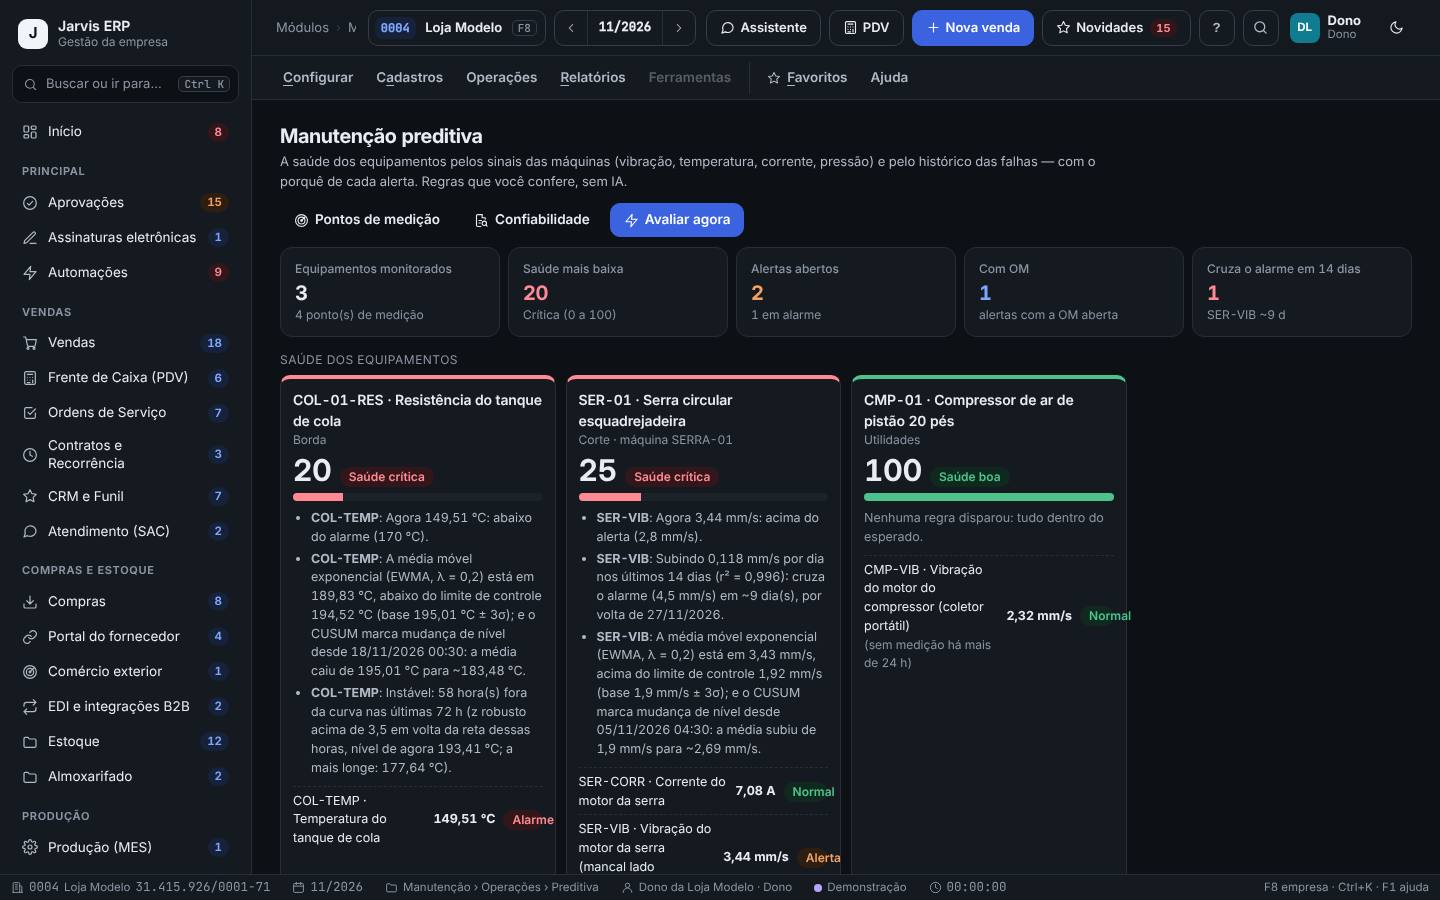 J
Jarvis ERP
Gestão da empresa
Buscar ou ir para... Ctrl K
Início 8
PRINCIPAL
Aprovações 15
Assinaturas eletrônicas 1
Automações 9
VENDAS
Vendas 18
Frente de Caixa (PDV) 6
Ordens de Serviço 7
Contratos e
Recorrência 3
CRM e Funil 7
Atendimento (SAC) 2
COMPRAS E ESTOQUE
Compras 8
Portal do fornecedor 4
Comércio exterior 1
EDI e integrações B2B 2
Estoque 12
Almoxarifado 2
PRODUÇÃO
Produção (MES) 1
Módulos › M
0004 Loja Modelo F8
‹ 11/2026 ›
Assistente
PDV
+ Nova venda
Novidades 15
?
DL
Dono
Dono
Configurar Cadastros Operações Relatórios Ferramentas Favoritos Ajuda
Manutenção preditiva
A saúde dos equipamentos pelos sinais das máquinas (vibração, temperatura, corrente, pressão) e pelo histórico das falhas — com o
porquê de cada alerta. Regras que você confere, sem IA.
Pontos de medição Confiabilidade Avaliar agora
Equipamentos monitorados
3
4 ponto(s) de medição
Saúde mais baixa
20
Crítica (0 a 100)
Alertas abertos
2
1 em alarme
Com OM
1
alertas com a OM aberta
Cruza o alarme em 14 dias
1
SER-VIB ~9 d
SAÚDE DOS EQUIPAMENTOS
COL-01-RES · Resistência do tanque
de cola
Borda
20 Saúde crítica
• COL-TEMP: Agora 149,51 °C: abaixo
do alarme (170 °C).
• COL-TEMP: A média móvel
exponencial (EWMA, λ = 0,2) está em
189,83 °C, abaixo do limite de controle
194,52 °C (base 195,01 °C ± 3σ); e o
CUSUM marca mudança de nível
desde 18/11/2026 00:30: a média
caiu de 195,01 °C para ~183,48 °C.
• COL-TEMP: Instável: 58 hora(s) fora
da curva nas últimas 72 h (z robusto
acima de 3,5 em volta da reta dessas
horas, nível de agora 193,41 °C; a
mais longe: 177,64 °C).
COL-TEMP ·
Temperatura do
tanque de cola
149,51 °C Alarme
SER-01 · Serra circular
esquadrejadeira
Corte · máquina SERRA-01
25 Saúde crítica
• SER-VIB: Agora 3,44 mm/s: acima do
alerta (2,8 mm/s).
• SER-VIB: Subindo 0,118 mm/s por dia
nos últimos 14 dias (r² = 0,996): cruza
o alarme (4,5 mm/s) em ~9 dia(s), por
volta de 27/11/2026.
• SER-VIB: A média móvel exponencial
(EWMA, λ = 0,2) está em 3,43 mm/s,
acima do limite de controle 1,92 mm/s
(base 1,9 mm/s ± 3σ); e o CUSUM
marca mudança de nível desde
05/11/2026 04:30: a média subiu de
1,9 mm/s para ~2,69 mm/s.
SER-CORR · Corrente do
motor da serra
7,08 A Normal
SER-VIB · Vibração do
motor da serra
(mancal lado
3,44 mm/s Alerta
CMP-01 · Compressor de ar de
pistão 20 pés
Utilidades
100 Saúde boa
Nenhuma regra disparou: tudo dentro do
esperado.
CMP-VIB · Vibração
do motor do
compressor (coletor
portátil)
(sem medição há mais
de 24 h)
2,32 mm/s Normal
0004 Loja Modelo 31.415.926/0001-71 11/2026 Manutenção › Operações › Preditiva Dono da Loja Modelo · Dono Demonstração 00:00:00 F8 empresa · Ctrl+K · F1 ajuda